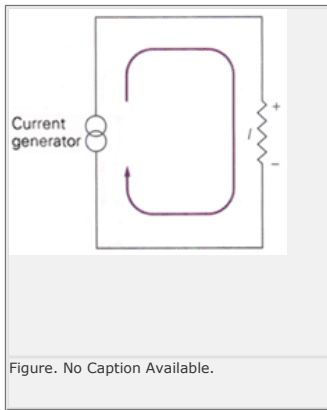 Current
generator
I
+
−
Figure. No Caption Available.